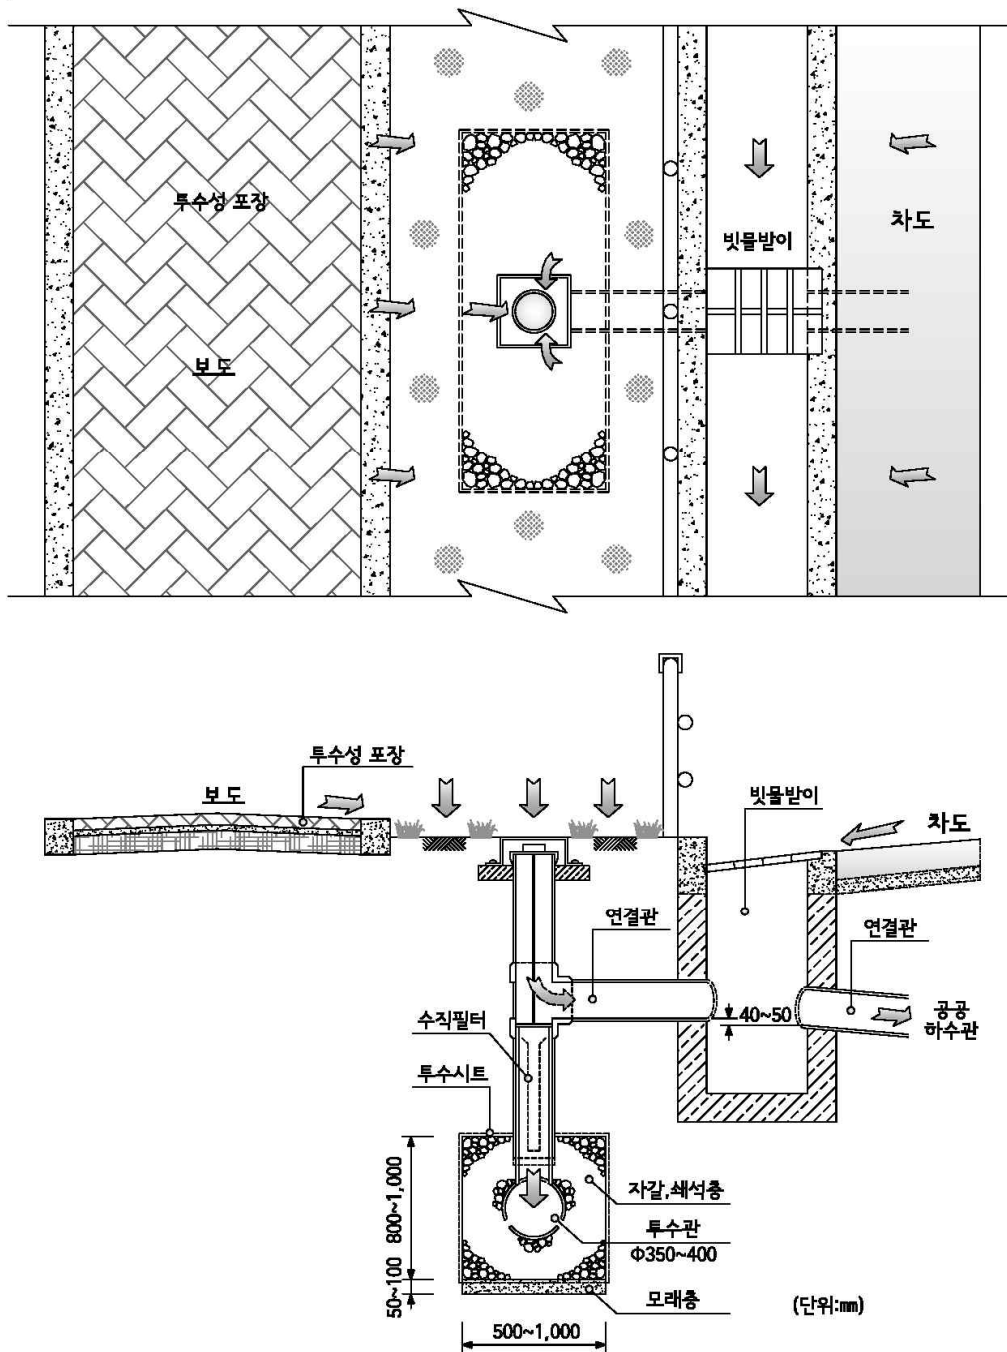 투수성 포장
보도
빗물받이
차도
투수성 포장
보도
빗물받이
차도
연결관
연결관
40~50
공공
하수관
수직필터
투수시트
800~1,000
50~100
자갈,쇄석층
투수관
Φ350~400
모래층
500~1,000
(단위:㎜)